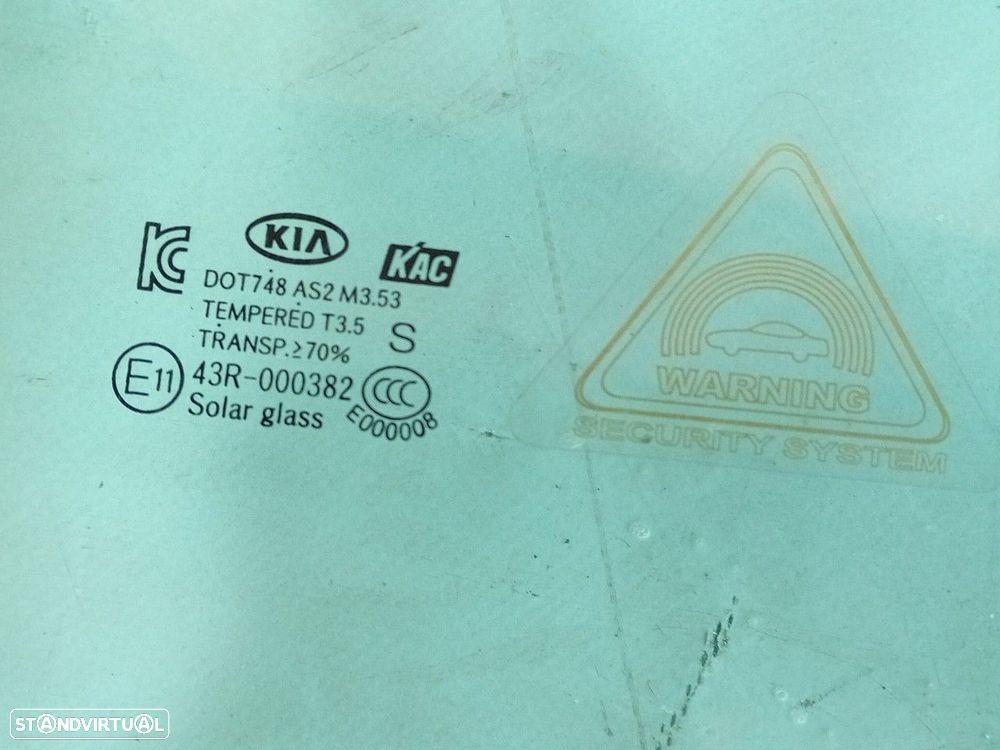 KC
KIA
KAC
DOT748 AS2 M3.53
TEMPERED T3.5 S
TRANSP.≥70%
E11 43R-000382 CCC
Solar glass E000008
WARNING
SECURITY SYSTEM
STANDVIRTUAL